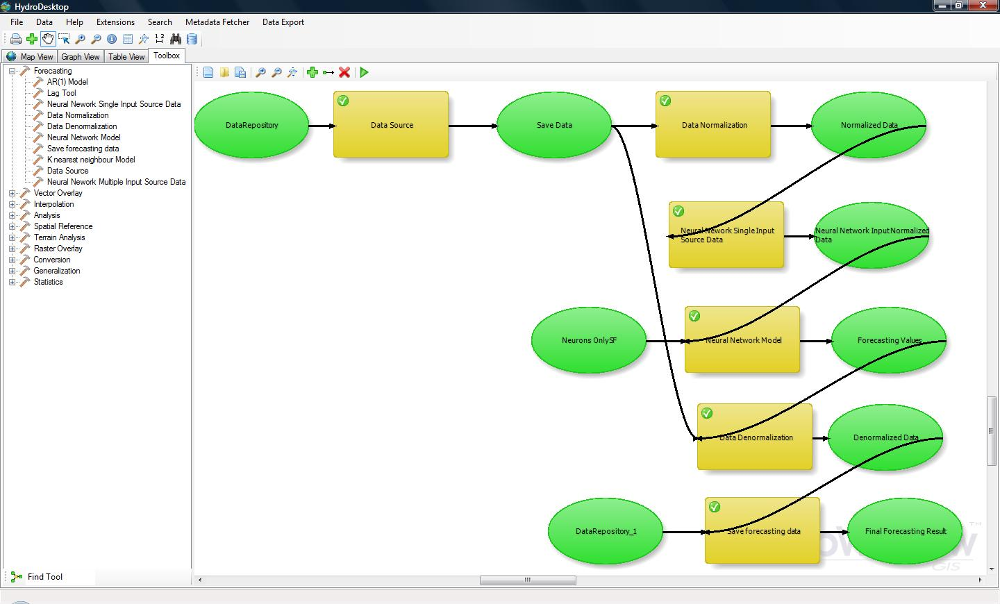 HydroDesktop
File Data Help Extensions Search Metadata Fetcher Data Export
1 2
Map View Graph View Table View Toolbox
Forecasting
AR(1) Model
Lag Tool
Neural Nework Single Input Source Data
Data Normalization
Data Denormalization
Neural Network Model
Save forecasting data
K nearest neighbour Model
Data Source
Neural Nework Multiple Input Source Data
Vector Overlay
Interpolation
Analysis
Spatial Reference
Terrain Analysis
Raster Overlay
Conversion
Generalization
Statistics
Find Tool
DataRepository
Data Source
Save Data
Data Normalization
Normalized Data
Neural Nework Single Input
Source Data
Neural Network Input Normalized
Data
Neurons OnlySF
Neural Network Model
Forecasting Values
Data Denormalization
Denormalized Data
DataRepository_1
Save forecasting data
Final Forecasting Result
TM
GIS